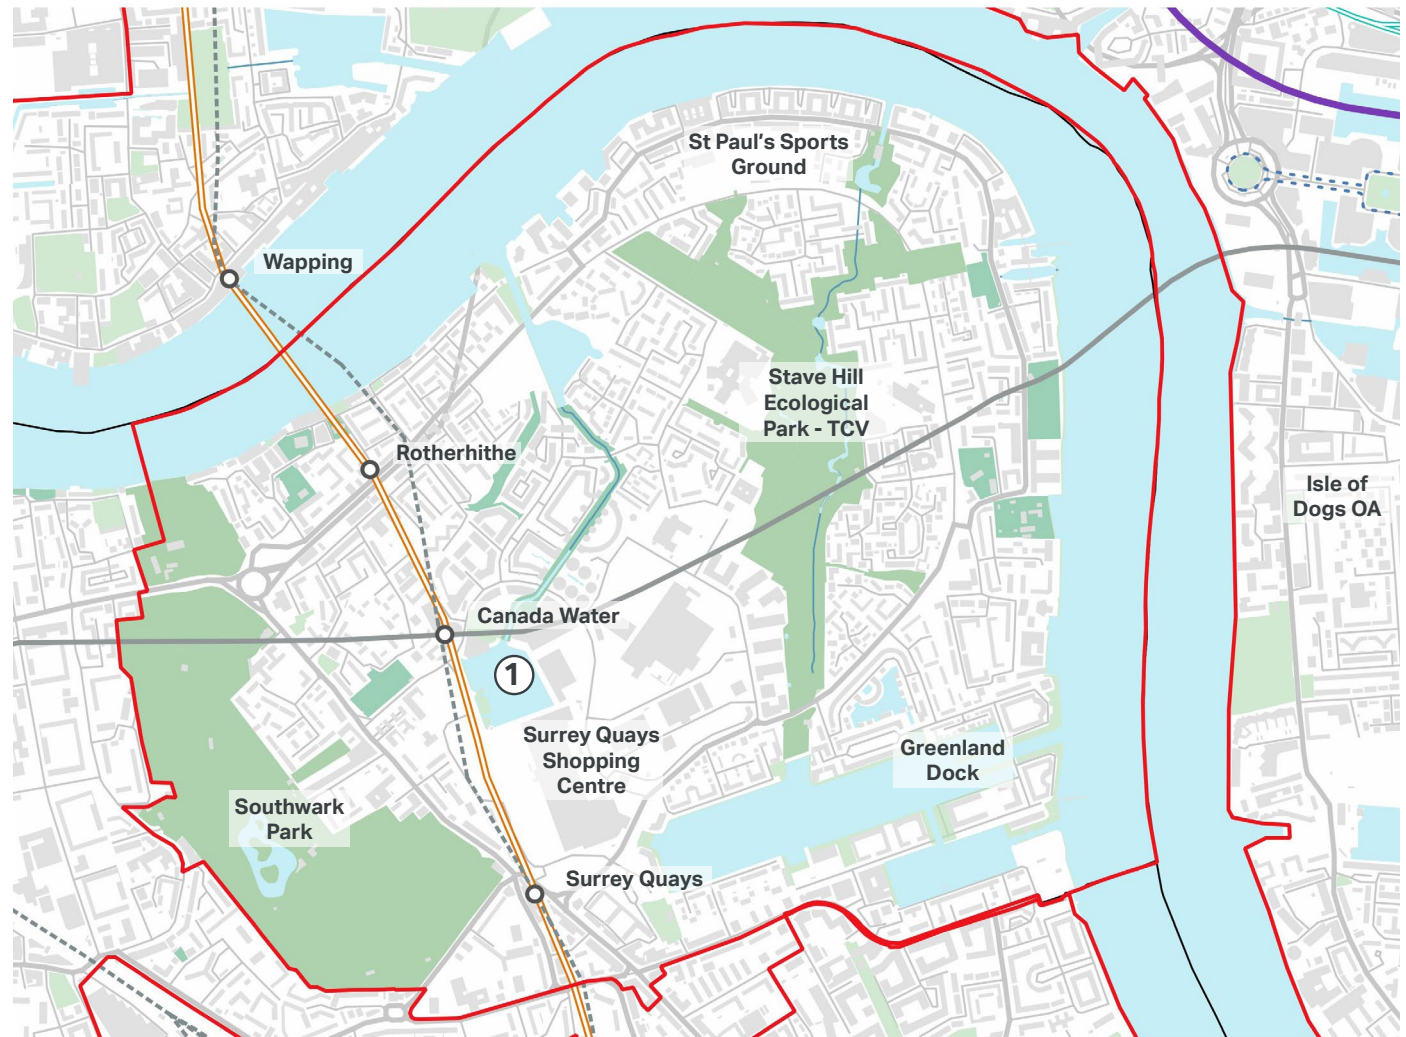 St Paul's Sports
Ground
Wapping
Stave Hill
Ecological
Park - TCV
Rotherhithe
Isle of
Dogs OA
Canada Water
1
Surrey Quays
Shopping
Centre
Greenland
Dock
Southwark
Park
Surrey Quays